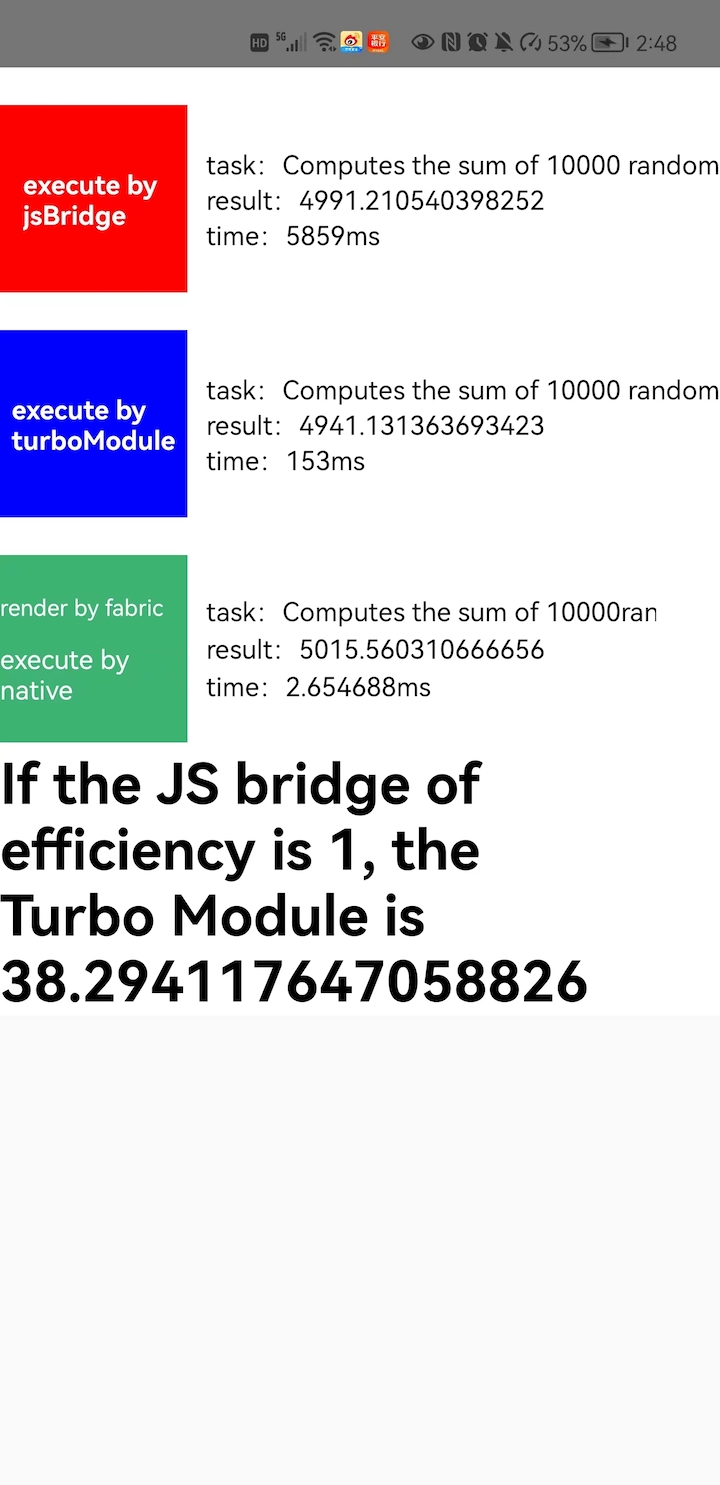 HD 5G 53% 2:48
execute by
jsBridge
task： Computes the sum of 10000 random
result： 4991.210540398252
time： 5859ms
execute by
turboModule
task： Computes the sum of 10000 random
result： 4941.131363693423
time： 153ms
render by fabric
execute by
native
task： Computes the sum of 10000ran
result： 5015.560310666656
time： 2.654688ms
If the JS bridge of
efficiency is 1, the
Turbo Module is
38.294117647058826